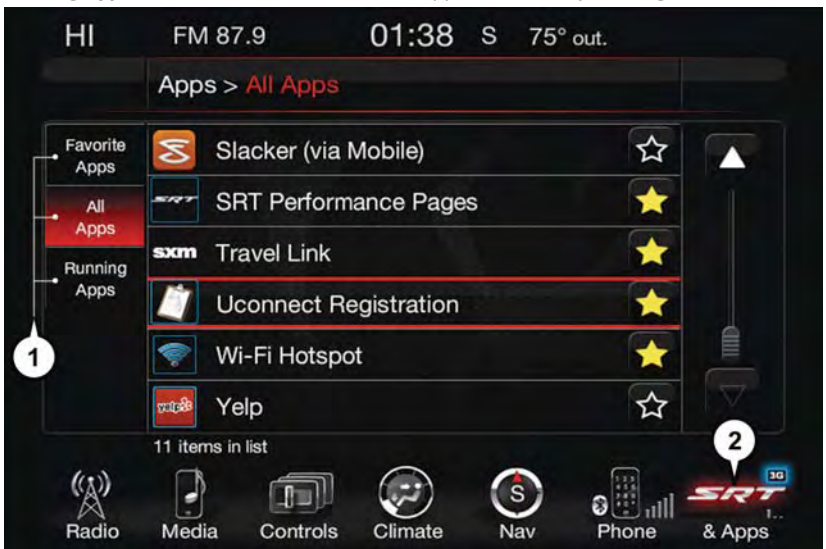 HI FM 87.9 01:38 S 75° out.
Apps > All Apps
Favorite
Apps
All
Apps
Running
Apps
Slacker (via Mobile)
SRT SRT Performance Pages
sxm Travel Link
Uconnect Registration
Wi-Fi Hotspot
yelp Yelp
1
11 items in list
2
3G
S
SRT
1..
Radio Media Controls Climate Nav Phone & Apps